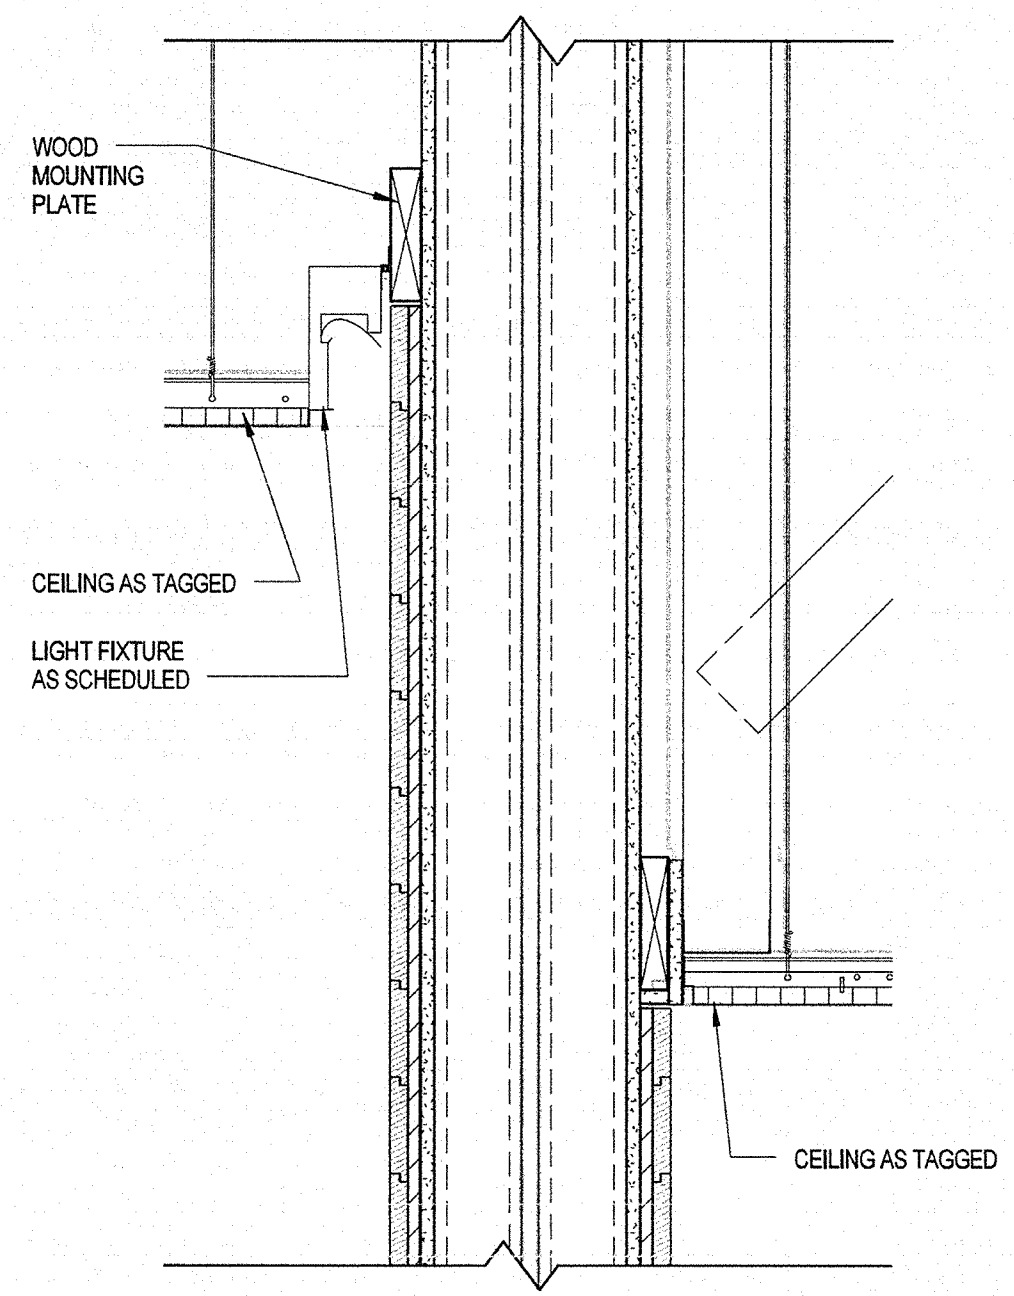 WOOD
MOUNTING
PLATE
CEILING AS TAGGED
LIGHT FIXTURE
AS SCHEDULED
CEILING AS TAGGED